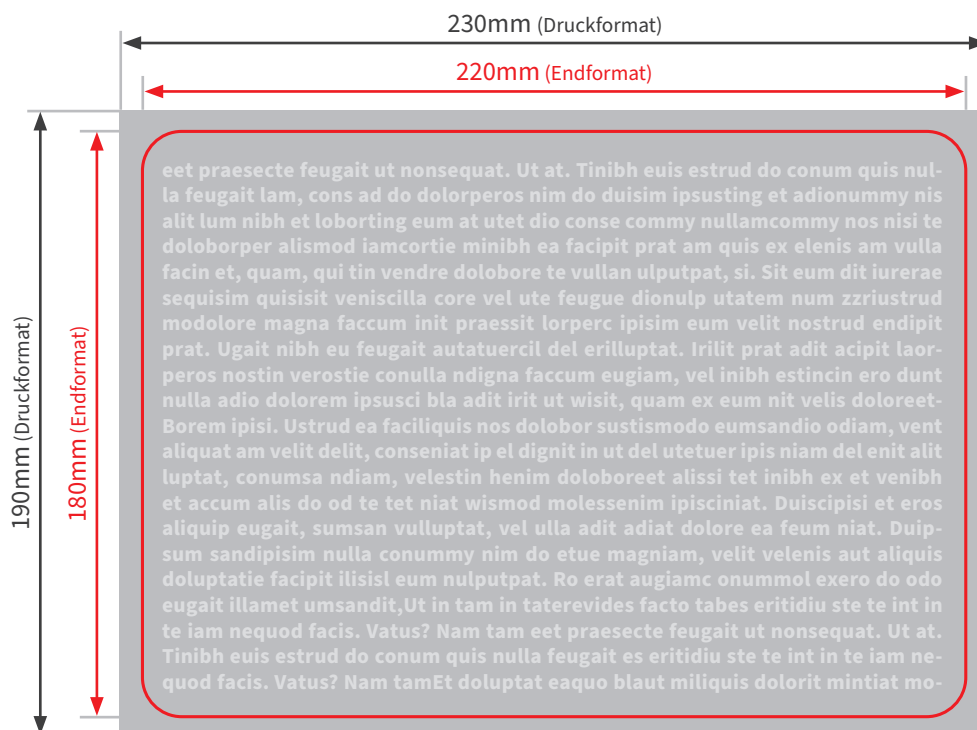 230mm (Druckformat)
220mm (Endformat)
190mm (Druckformat)
180mm (Endformat)
eet praesecte feugait ut nonsequat. Ut at. Tinibh euis estrud do conum quis nul-
la feugait lam, cons ad do dolorperos nim do duisim ipsusting et adionummy nis
alit lum nibh et loborting eum at utet dio conse commy nullamcommy nos nisi te
doloborper alismod iamcortie minibh ea facipit prat am quis ex elenis am vulla
facin et, quam, qui tin vendre dolobore te vullan ulputpat, si. Sit eum dit iurerae
sequisim quisisit veniscilla core vel ute feugue dionulp utatem num zzriustrud
modolore magna faccum init praessit lorperc ipisim eum velit nostrud endipit
prat. Ugait nibh eu feugait autatuercil del erilluptat. Irilit prat adit acipit laor-
peros nostin verostie conulla ndigna faccum eugiam, vel inibh estincin ero dunt
nulla adio dolorem ipsusci bla adit irit ut wisit, quam ex eum nit velis doloreet-
Borem ipisi. Ustrud ea faciliquis nos dolobor sustismodo eumsandio odiam, vent
aliquat am velit delit, conseniat ip et dignit in ut del utetuer ipis niam del enit alit
luptat, conumsa ndiam, velestin henim doloboreet alissi tet inibh ex et venibh
et accum alis do od te tet niat wismod molessenim ipisciniat. Duiscipisi et eros
aliquip eugait, sumsan vulluptat, vel ulla adit adiat dolore ea feum niat. Duip-
sum sandipisim nulla conummy nim do etue magniam, velit velenis aut aliquis
doluptatie facipit ilisisl eum nulputpat. Ro erat augiamc onummol exero do odo
eugait illamet umsandit,Ut in tam in taterevides facto tabes eritidiu ste te int in
te iam nequod facis. Vatus? Nam tam eet praesecte feugait ut nonsequat. Ut at.
Tinibh euis estrud do conum quis nulla feugait es eritidiu ste te int in te iam ne-
quod facis. Vatus? Nam tamEt doluptat eaquo blaut miliquis dolorit mintiat mo-